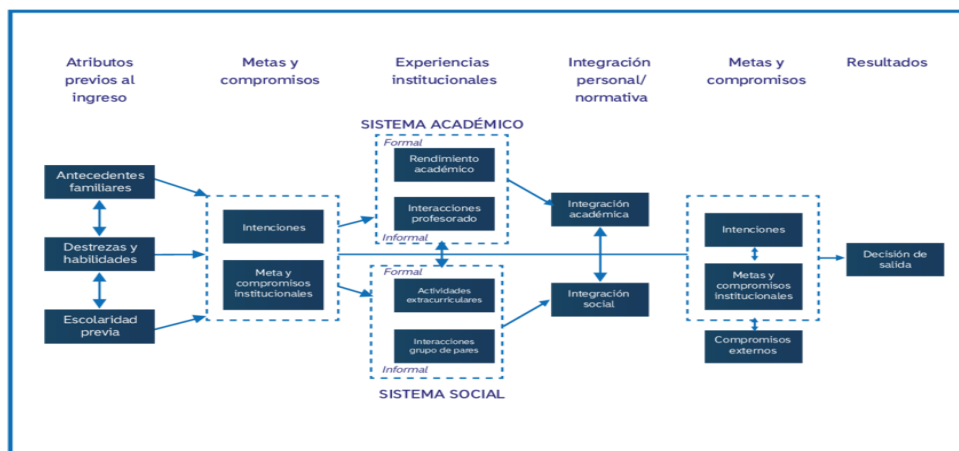 Atributos
previos al
ingreso
Metas y
compromisos
Experiencias
institucionales
Integración
personal/
normativa
Metas y
compromisos
Resultados
SISTEMA ACADÉMICO
Formal
Rendimiento
académico
Interacciones
profesorado
Informal
Antecedentes
familiares
Destrezas y
habilidades
Escolaridad
previa
Intenciones
Meta y
compromisos
institucionales
Formal
Actividades
extracurriculares
Interacciones
grupo de pares
Informal
SISTEMA SOCIAL
Integración
académica
Integración
social
Intenciones
Metas y
compromisos
institucionales
Compromisos
externos
Decisión de
salida